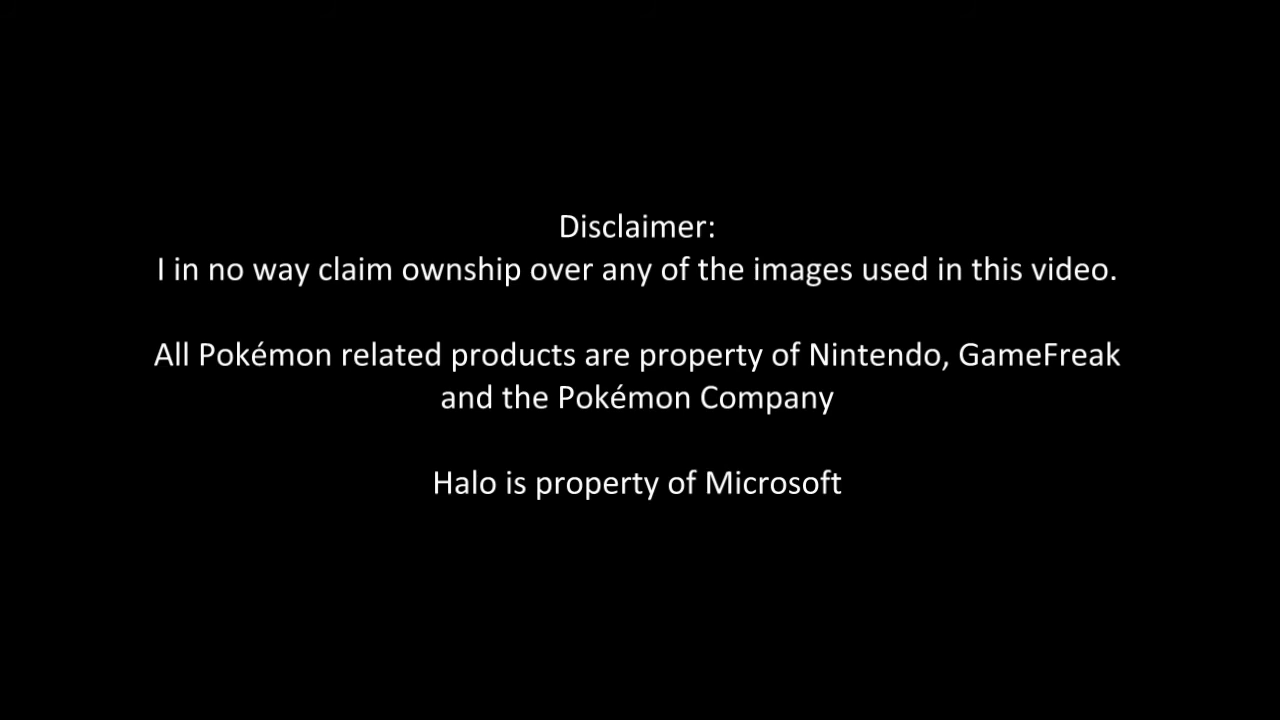 Disclaimer:
I in no way claim ownship over any of the images used in this video.
All Pokémon related products are property of Nintendo, GameFreak
and the Pokémon Company
Halo is property of Microsoft